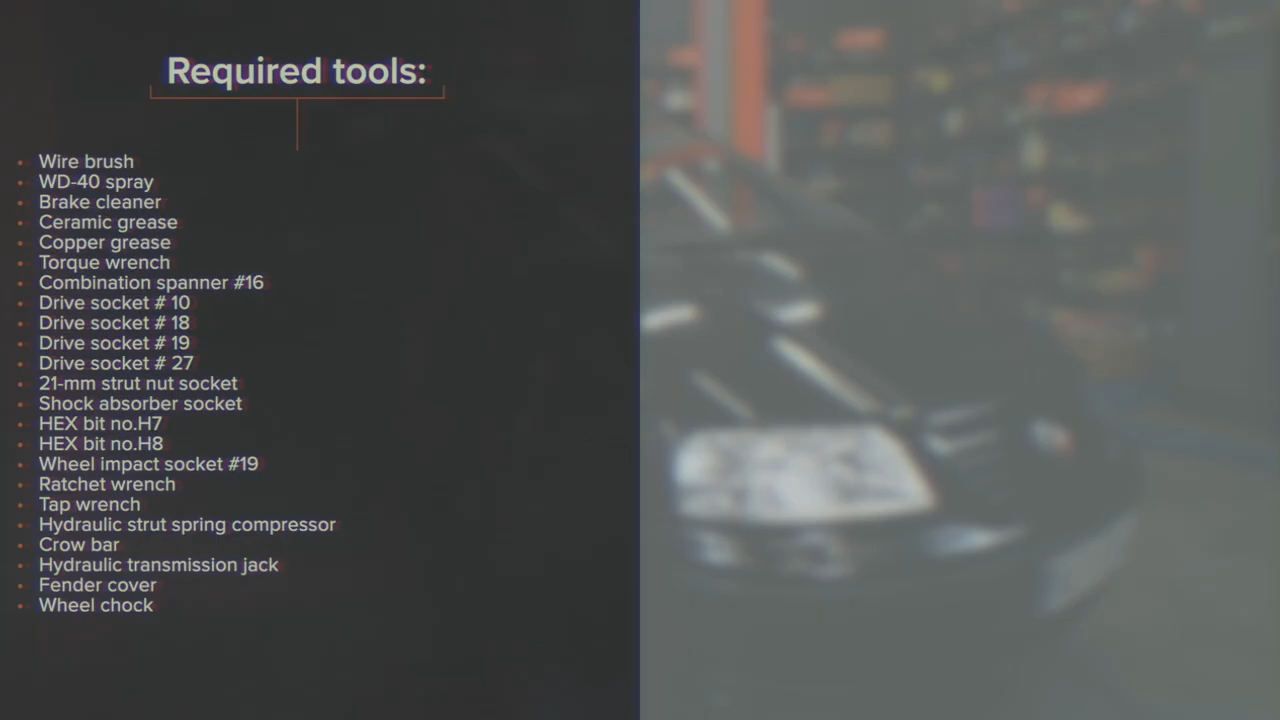 Required tools:
Wire brush
WD-40 spray
Brake cleaner
Ceramic grease
Copper grease
Torque wrench
Combination spanner #16
Drive socket # 10
Drive socket # 18
Drive socket # 19
Drive socket # 27
21-mm strut nut socket
Shock absorber socket
HEX bit no.H7
HEX bit no.H8
Wheel impact socket #19
Ratchet wrench
Tap wrench
Hydraulic strut spring compressor
Crow bar
Hydraulic transmission jack
Fender cover
Wheel chock